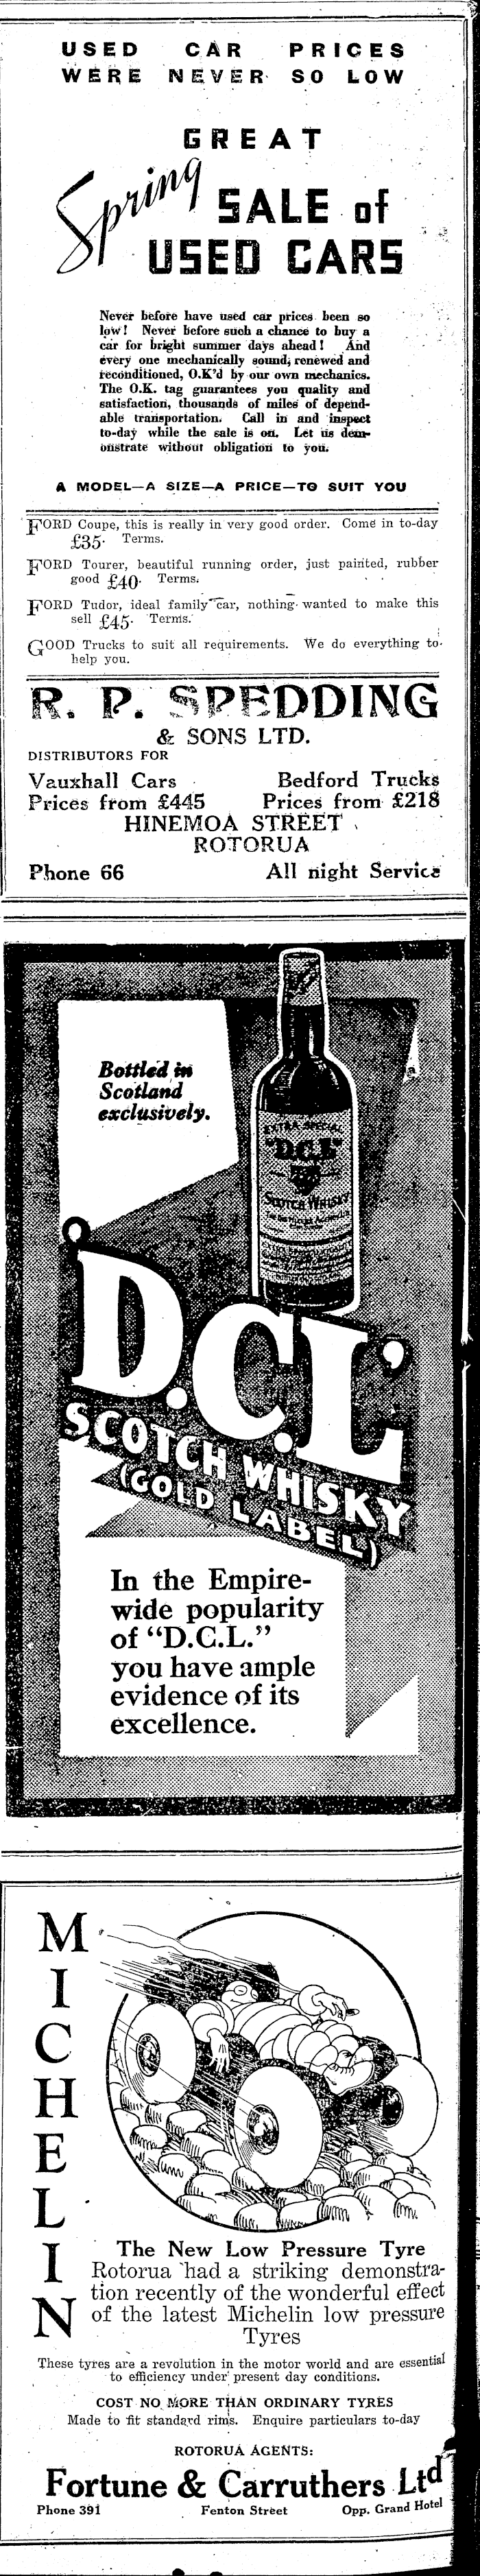 USED CAR PRICES
WERE NEVER SO LOW
GREAT
Spring SALE of
USED CARS
Never before have used car prices been so
low! Never before such a chance to buy a
car for bright summer days ahead! And
every one mechanically sound, renewed and
reconditioned, O.K'd by our own mechanics.
The O.K. tag guarantees you quality and
satisfaction, thousands of miles of depend-
able transportation. Call in and inspect
to-day while the sale is on. Let us dem-
onstrate without obligation to you.
A MODEL—A SIZE—A PRICE—TO SUIT YOU
FORD Coupe, this is really in very good order. Come in to-day
£35. Terms.
FORD Tourer, beautiful running order, just painted, rubber
good £40. Terms.
FORD Tudor, ideal family car, nothing wanted to make this
sell £45. Terms.
GOOD Trucks to suit all requirements. We do everything to
help you.
R. P. SPEDDING
& SONS LTD.
DISTRIBUTORS FOR
Vauxhall Cars Bedford Trucks
Prices from £445 Prices from £218
HINEMOA STREET
ROTORUA
Phone 66 All night Service
Bottled in
Scotland
exclusively.
EXTRA SPECIAL
"D.C.L"
SCOTCH WHISKY
'D.C.L'
SCOTCH WHISKY
(GOLD LABEL)
In the Empire-
wide popularity
of "D.C.L."
you have ample
evidence of its
excellence.
MICHELIN
The New Low Pressure Tyre
Rotorua had a striking demonstra-
tion recently of the wonderful effect
of the latest Michelin low pressure
Tyres
These tyres are a revolution in the motor world and are essential
to efficiency under present day conditions.
COST NO MORE THAN ORDINARY TYRES
Made to fit standard rims. Enquire particulars to-day
ROTORUA AGENTS:
Fortune & Carruthers Ltd
Phone 391 Fenton Street Opp. Grand Hotel